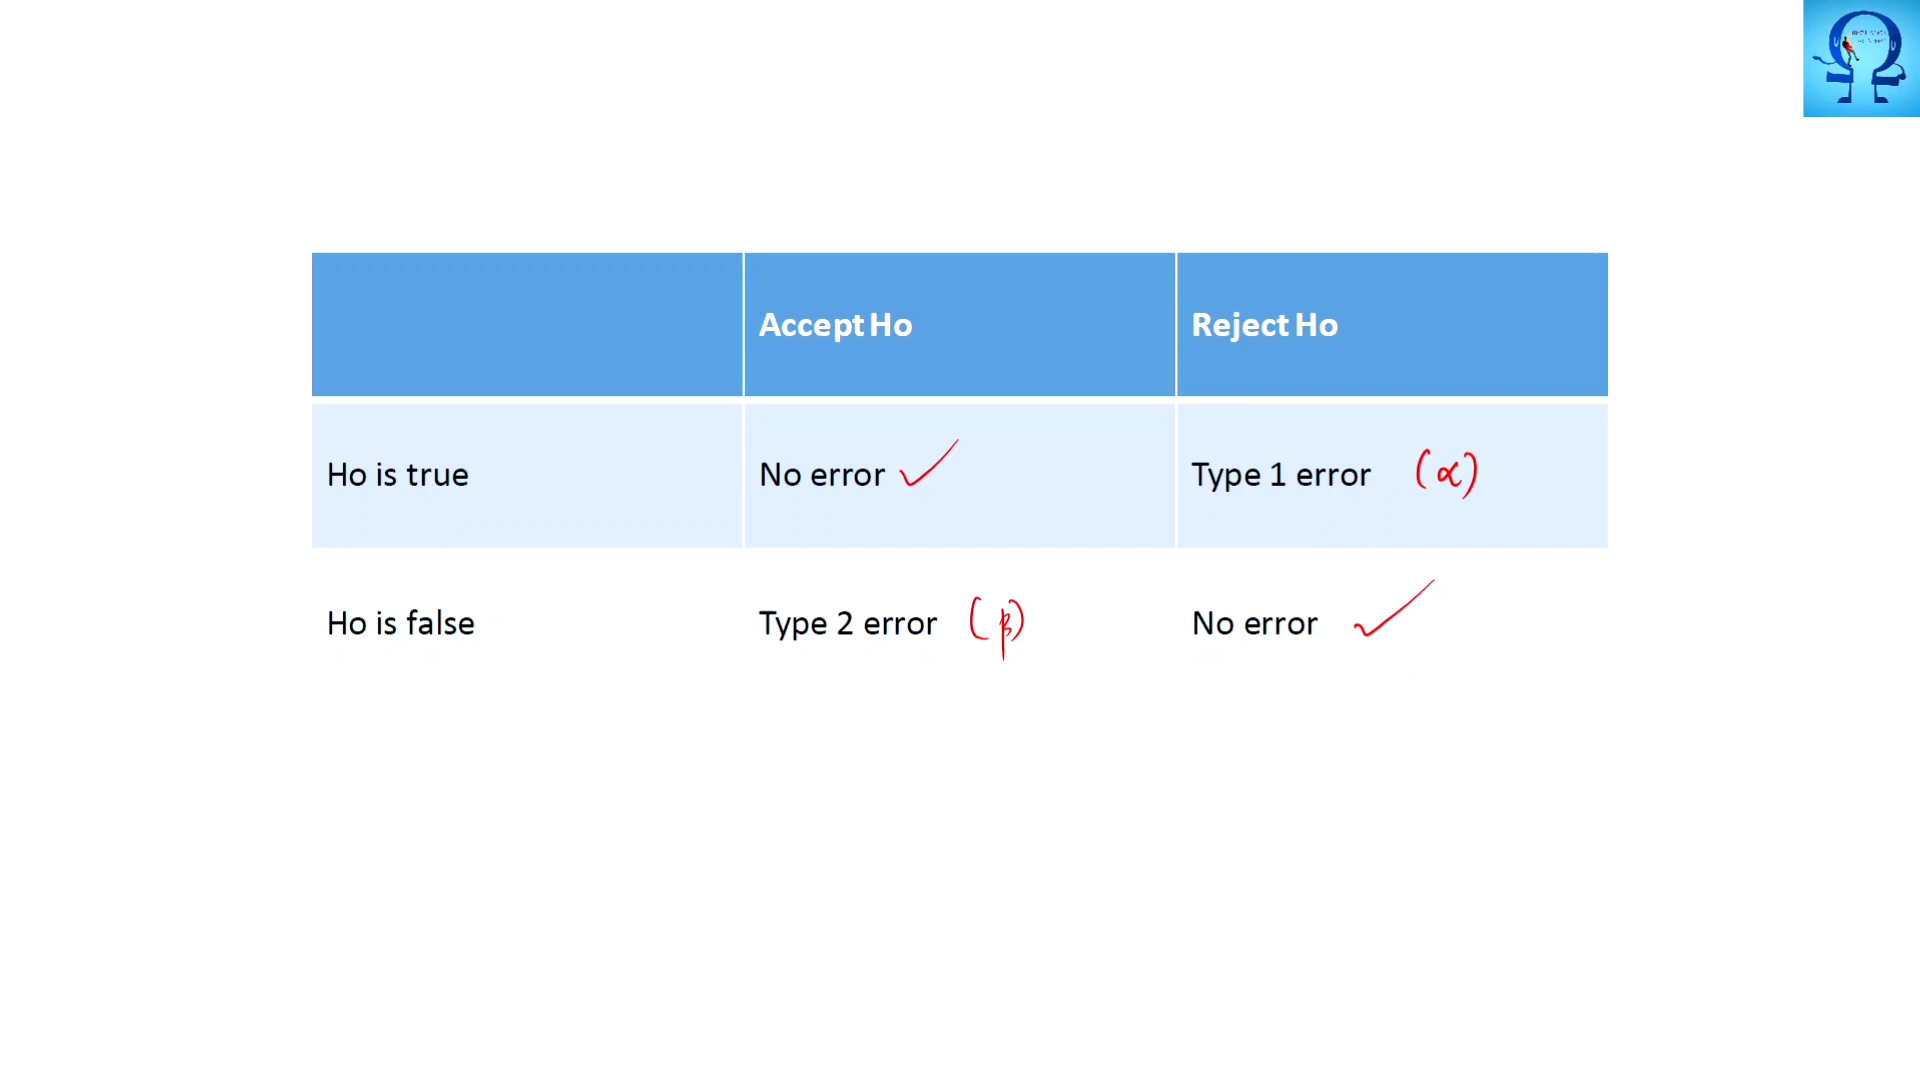 Accept Ho Reject Ho
Ho is true No error ✓ Type 1 error (α)
Ho is false Type 2 error (β) No error ✓